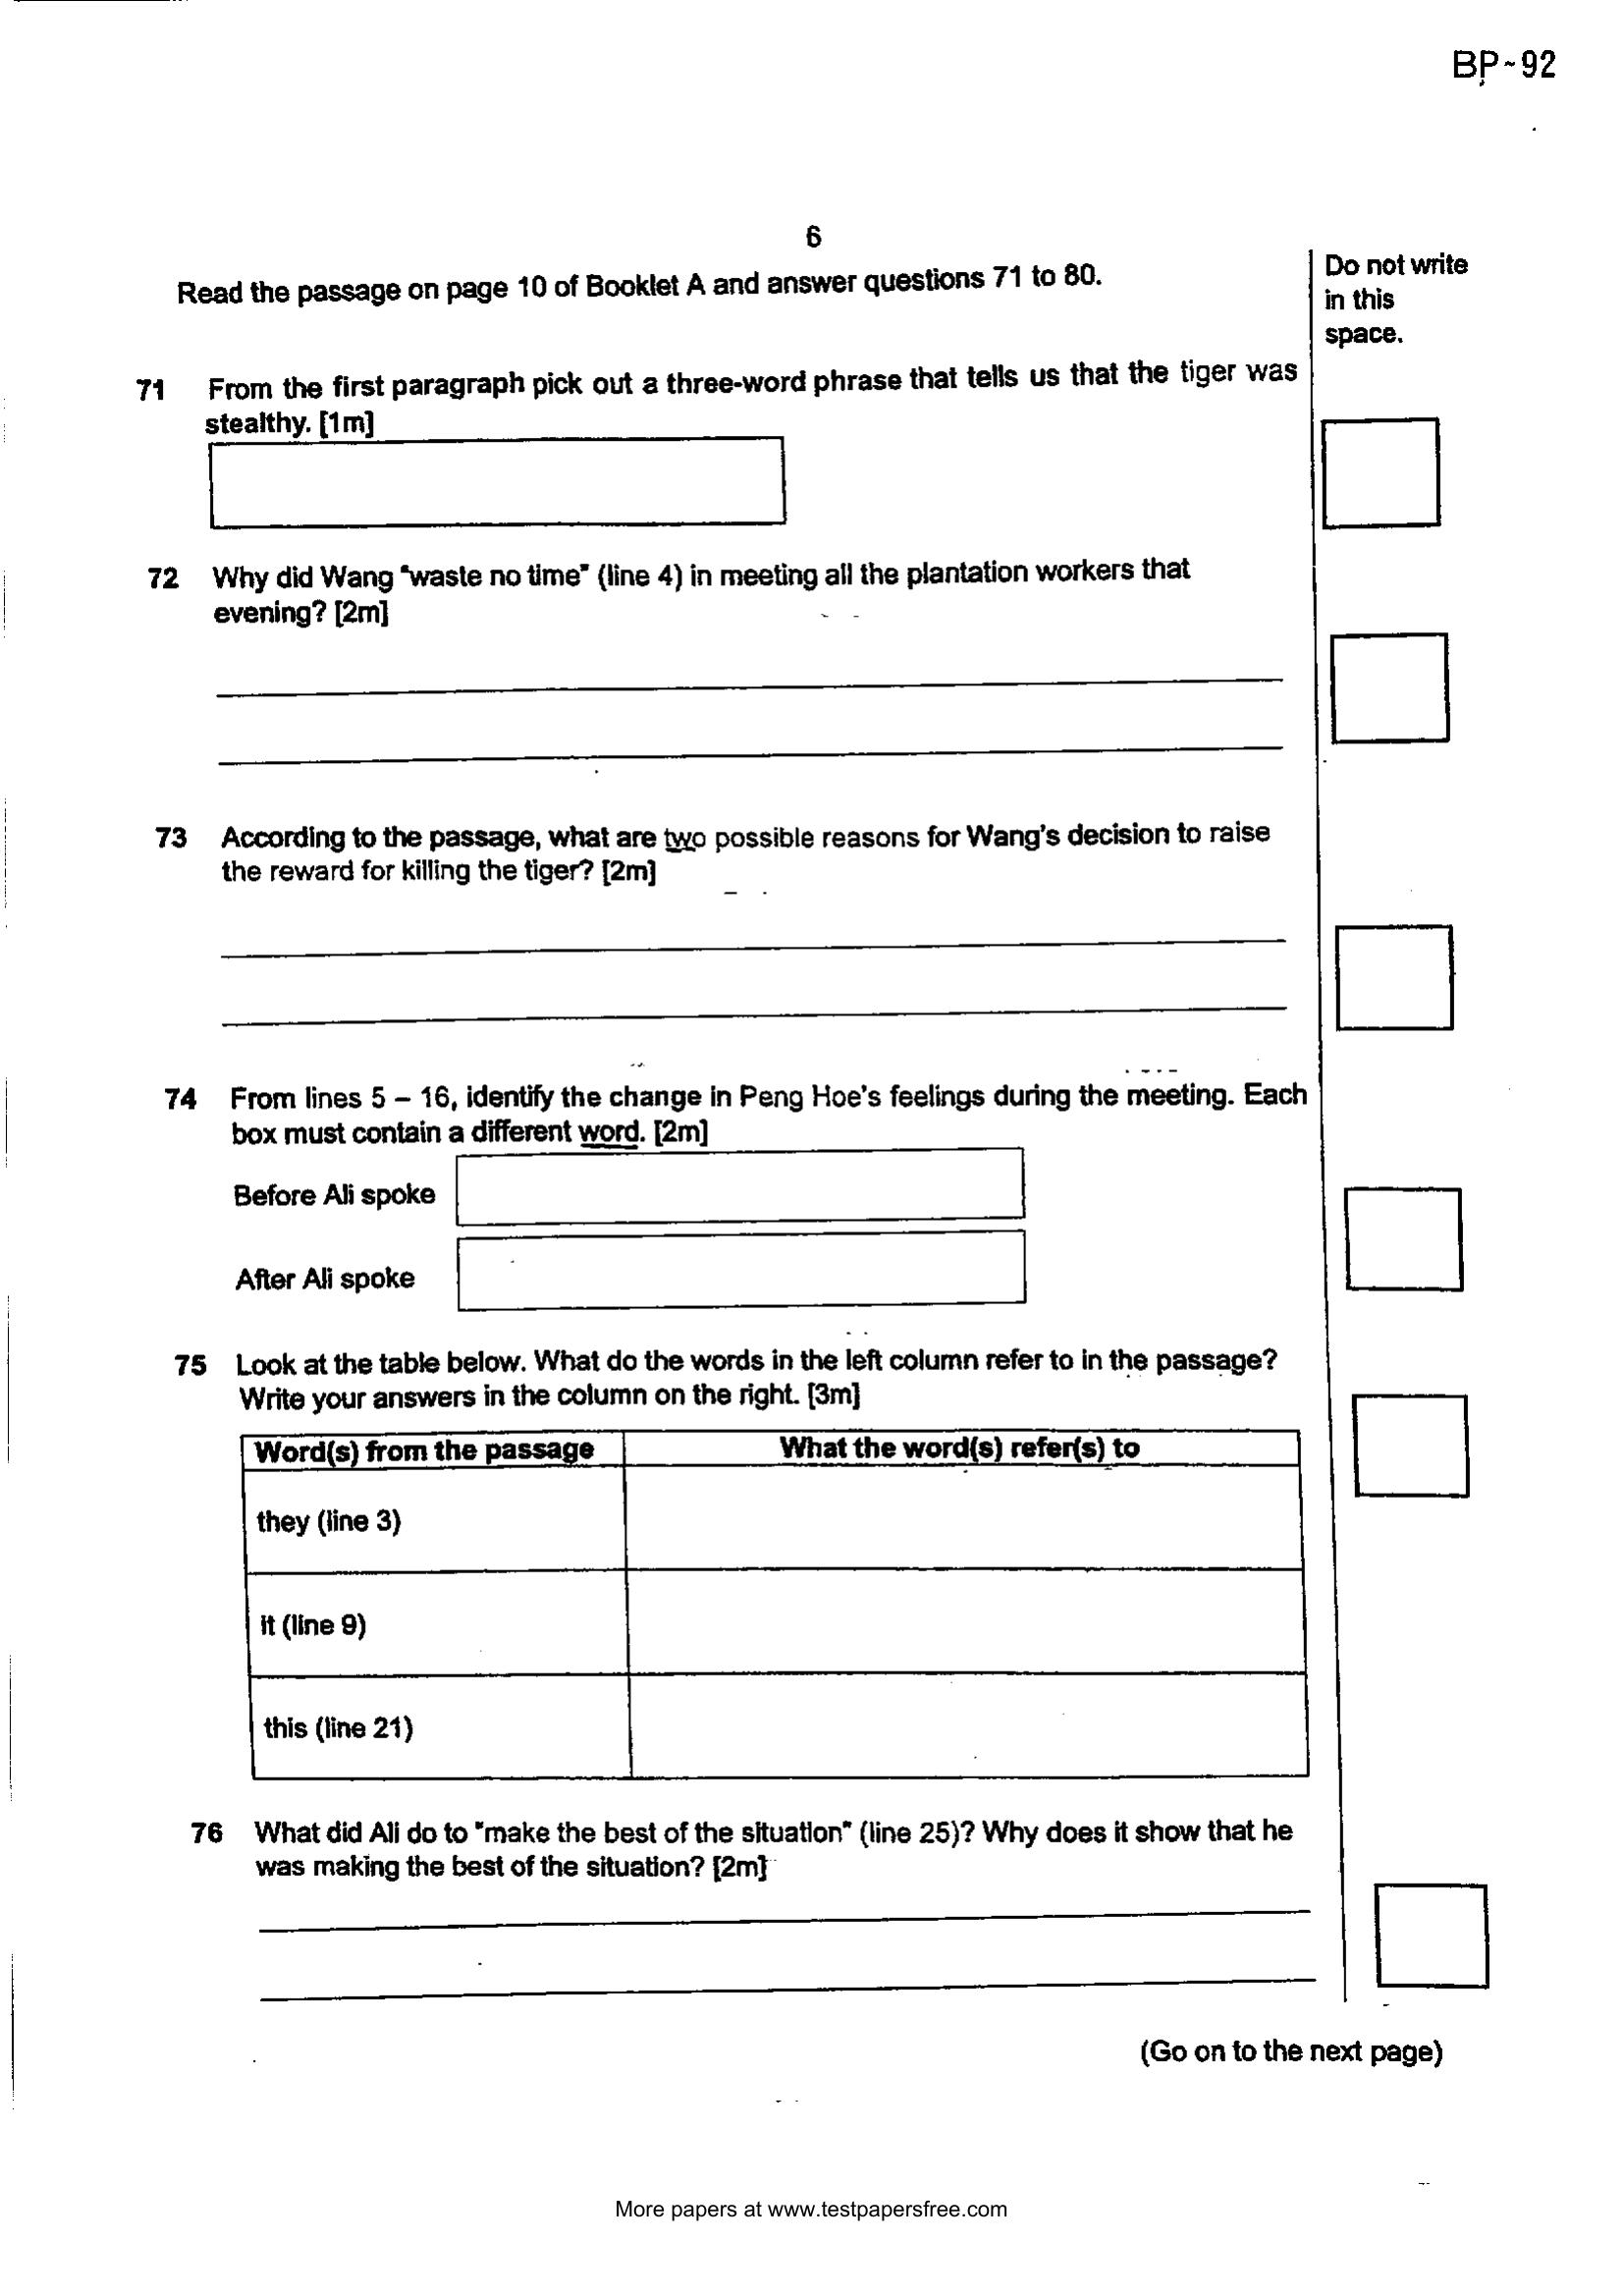 BP-92
6
Read the passage on page 10 of Booklet A and answer questions 71 to 80.
Do not write
in this
space.
71 From the first paragraph pick out a three-word phrase that tells us that the tiger was
stealthy. [1m]
72 Why did Wang "waste no time" (line 4) in meeting all the plantation workers that
evening? [2m]
73 According to the passage, what are two possible reasons for Wang's decision to raise
the reward for killing the tiger? [2m]
74 From lines 5 – 16, identify the change in Peng Hoe's feelings during the meeting. Each
box must contain a different word. [2m]
Before Ali spoke
After Ali spoke
75 Look at the table below. What do the words in the left column refer to in the passage?
Write your answers in the column on the right. [3m]
Word(s) from the passage What the word(s) refer(s) to
they (line 3)
it (line 9)
this (line 21)
76 What did Ali do to "make the best of the situation" (line 25)? Why does it show that he
was making the best of the situation? [2m]
(Go on to the next page)
More papers at www.testpapersfree.com